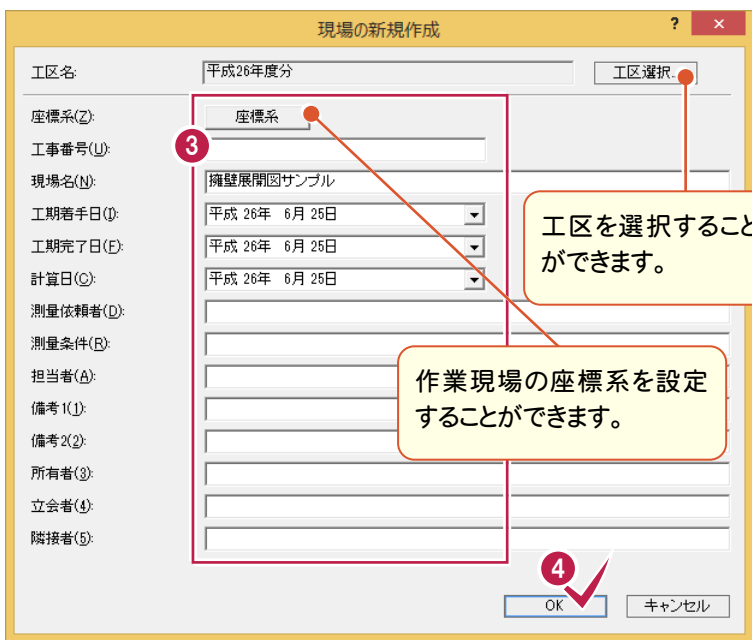 現場の新規作成
? ×
工区名: 平成26年度分 工区選択...
座標系(Z): 座標系
3
工事番号(U):
現場名(N): 擁壁展開図サンプル
工期着手日(I): 平成 26年 6月 25日
工期完了日(F): 平成 26年 6月 25日
計算日(C): 平成 26年 6月 25日
測量依頼者(D):
測量条件(R):
担当者(A):
備考1(1):
備考2(2):
所有者(3):
立会者(4):
隣接者(5):
工区を選択すること
ができます。
作業現場の座標系を設定
することができます。
4
OK キャンセル